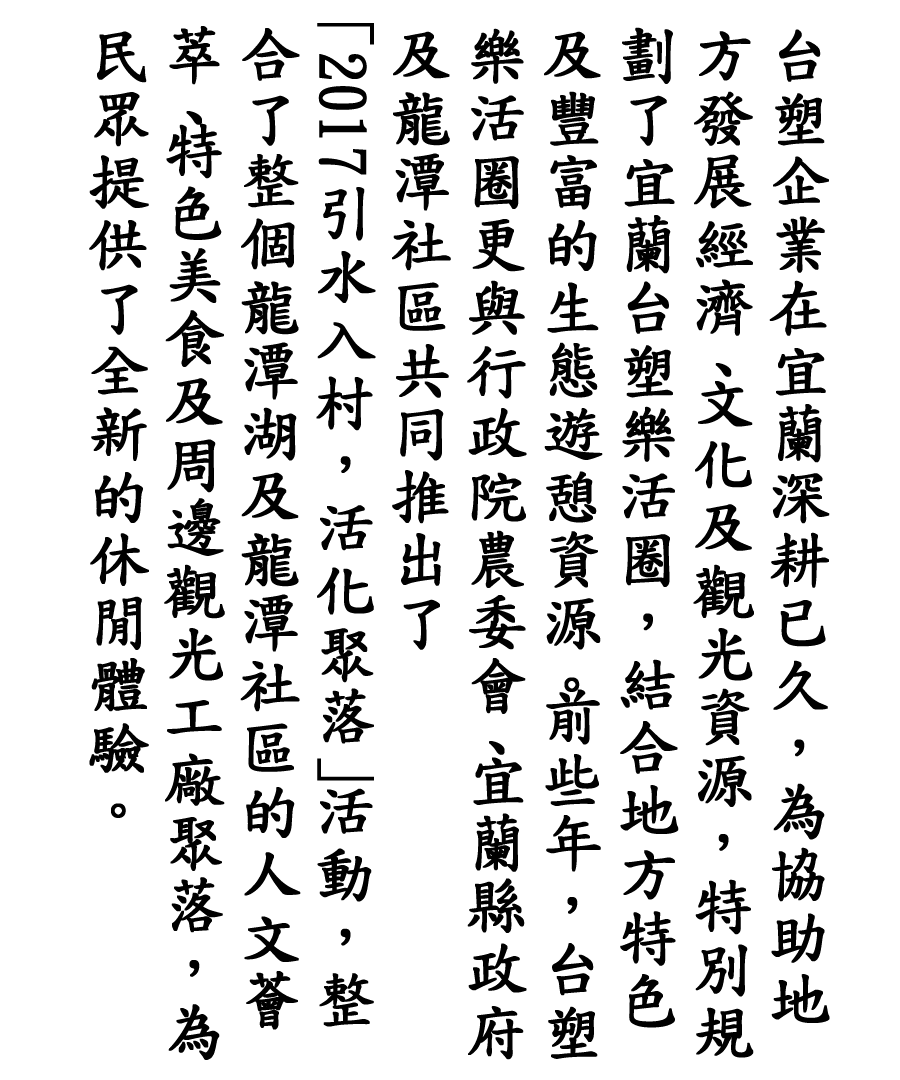 台塑企業在宜蘭深耕已久，為協助地
方發展經濟、文化及觀光資源，特別規
劃了宜蘭台塑樂活圈，結合地方特色
及豐富的生態遊憩資源。前些年，台塑
樂活圈更與行政院農委會、宜蘭縣政府
及龍潭社區共同推出了
「2017引水入村，活化聚落」活動，整
合了整個龍潭湖及龍潭社區的人文薈
萃、特色美食及周邊觀光工廠聚落，為
民眾提供了全新的休閒體驗。